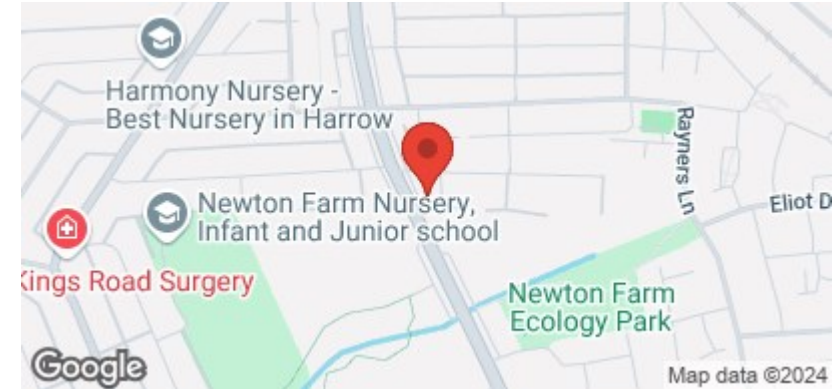 Harmony Nursery -
Best Nursery in Harrow
Rayners Ln
Newton Farm Nursery,
Infant and Junior school
Eliot D
Kings Road Surgery
Newton Farm
Ecology Park
Google
Map data ©2024